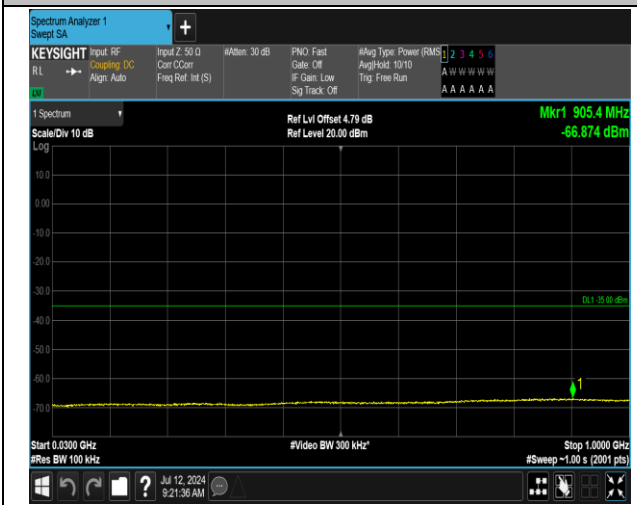 Spectrum Analyzer 1
Swept SA
+
KEYSIGHT Input: RF Input Z: 50 Ω #Atten: 30 dB PNO: Fast #Avg Type: Power (RMS 1 2 3 4 5 6
RL Coupling: DC Corr CCorr Gate: Off Avg|Hold: 10/10 A W W W W W
Align: Auto Freq Ref: Int (S) IF Gain: Low Trig: Free Run
Sig Track: Off A A A A A A
1 Spectrum Ref Lvl Offset 4.79 dB Mkr1 905.4 MHz
Scale/Div 10 dB Ref Level 20.00 dBm -66.874 dBm
Log
10.0
0.00
-10.0
-20.0
-30.0
DL1 -35.00 dBm
-40.0
-50.0
-60.0
1
-70.0
Start 0.0300 GHz #Video BW 300 kHz* Stop 1.0000 GHz
#Res BW 100 kHz #Sweep ~1.00 s (2001 pts)
? Jul 12, 2024
9:21:36 AM